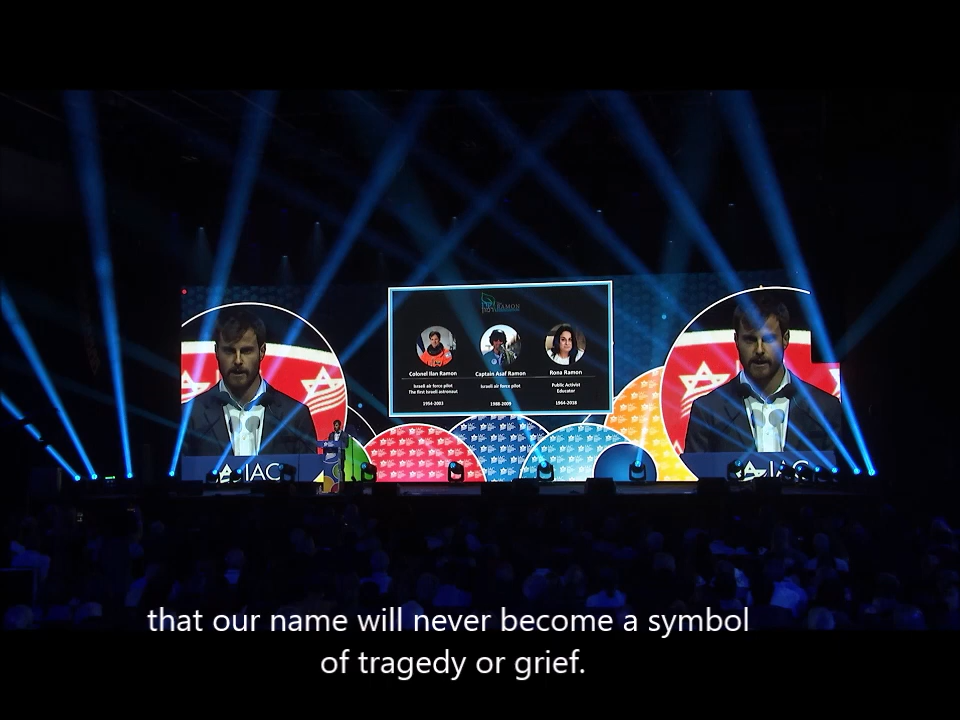 RAMON
Colonel Ilan Ramon
Israeli air force pilot
The first Israeli astronaut
1954-2003
Captain Asaf Ramon
Israeli air force pilot
1988-2009
Rona Ramon
Public Activist
Educator
1964-2018
IAC
IAC
that our name will never become a symbol
of tragedy or grief.